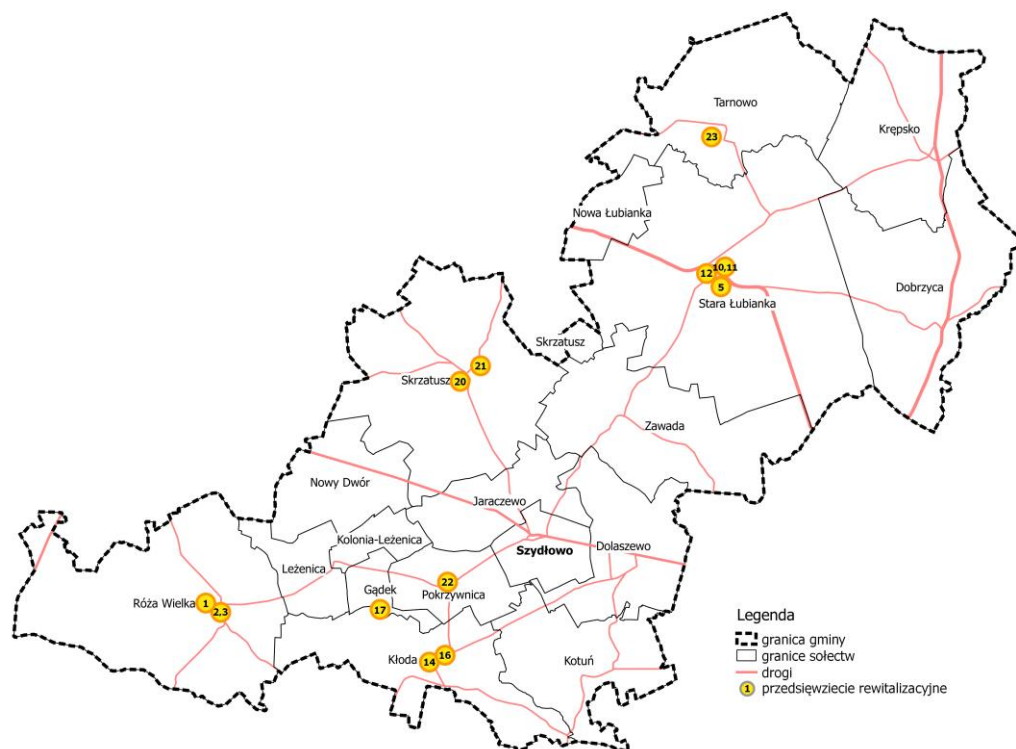 Tarnowo
Krępsko
23
Nowa Łubianka
12
10,11
5
Stara Łubianka
Dobrzyca
Skrzatusz
21
Skrzatusz
20
Zawada
Nowy Dwór
Jaraczewo
Kolonia-Leżenica
Szydłowo
Dolaszewo
Leżenica
22
Gądek
Pokrzywnica
Róża Wielka
1
2,3
17
Kłoda
14
16
Kotuń
Legenda
granica gminy
granice sołectw
drogi
1
przedsięwziecie rewitalizacyjne